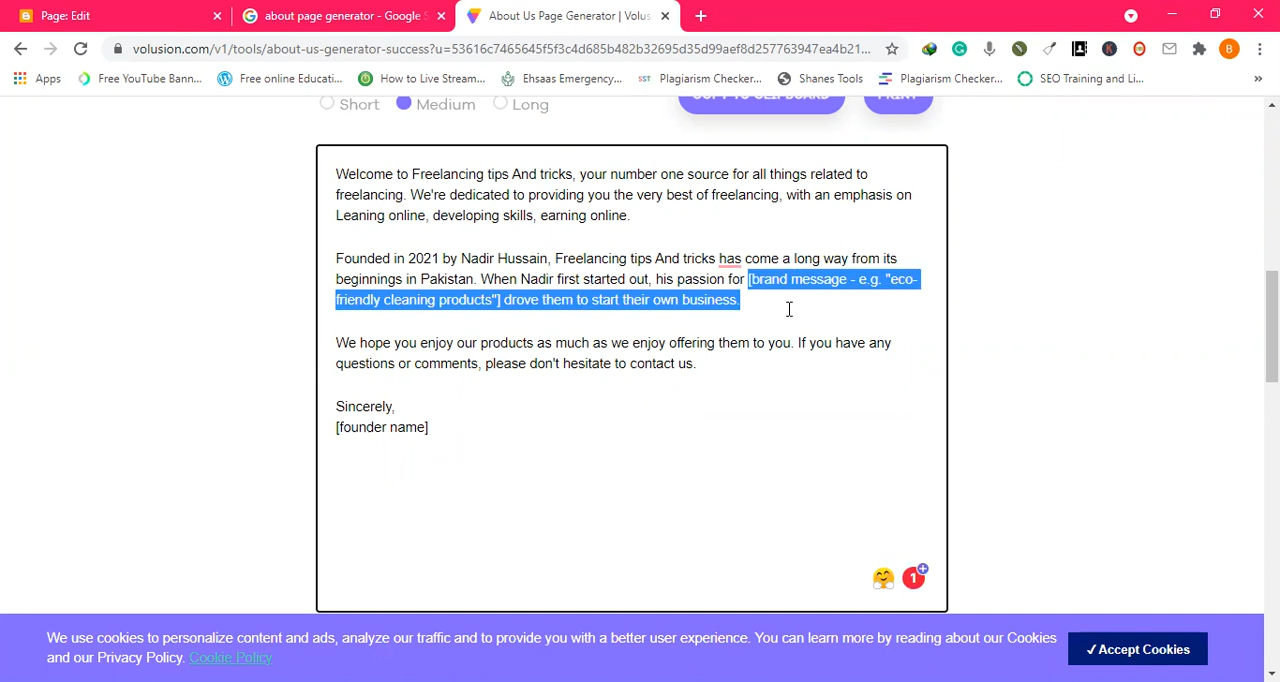 Page: Edit
about page generator - Google S
About Us Page Generator | Volus
volusion.com/v1/tools/about-us-generator-success?u=53616c7465645f5f3c4d685b482b32695d35d99aef8d257763947ea4b21...
Apps
Free YouTube Bann...
Free online Educati...
How to Live Stream...
Ehsaas Emergency...
SST Plagiarism Checker...
Shanes Tools
Plagiarism Checker...
SEO Training and Li...
»
Short
Medium
Long
COPY TO CLIPBOARD
PRINT
Welcome to Freelancing tips And tricks, your number one source for all things related to
freelancing. We're dedicated to providing you the very best of freelancing, with an emphasis on
Leaning online, developing skills, earning online.
Founded in 2021 by Nadir Hussain, Freelancing tips And tricks has come a long way from its
beginnings in Pakistan. When Nadir first started out, his passion for [brand message - e.g. "eco-
friendly cleaning products"] drove them to start their own business.
We hope you enjoy our products as much as we enjoy offering them to you. If you have any
questions or comments, please don't hesitate to contact us.
Sincerely,
[founder name]
1
We use cookies to personalize content and ads, analyze our traffic and to provide you with a better user experience. You can learn more by reading about our Cookies
and our Privacy Policy. Cookie Policy
✓Accept Cookies